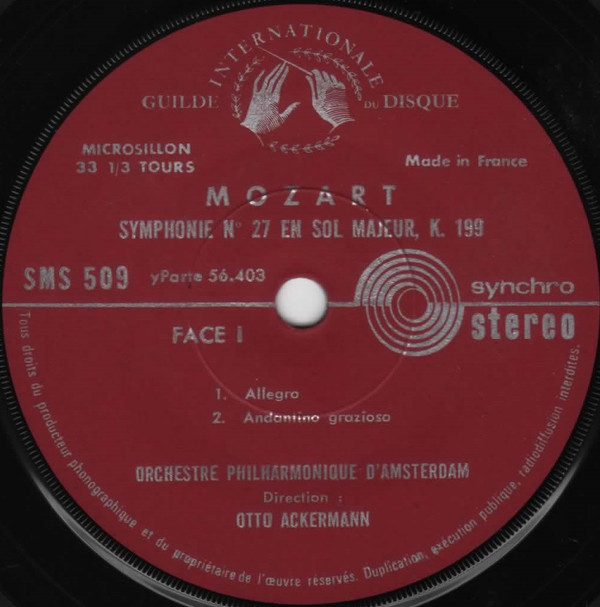 GUILDE INTERNATIONALE DU DISQUE
MICROSILLON
33 1/3 TOURS
Made in France
MOZART
SYMPHONIE N° 27 EN SOL MAJEUR, K. 199
SMS 509
yParte 56.403
synchro
stereo
FACE I
1. Allegro
2. Andantino grazioso
ORCHESTRE PHILHARMONIQUE D'AMSTERDAM
Direction :
OTTO ACKERMANN
Tous droits du producteur phonographique et du propriétaire de l'œuvre réservés. Duplication, exécution publique, radiodiffusion interdites.